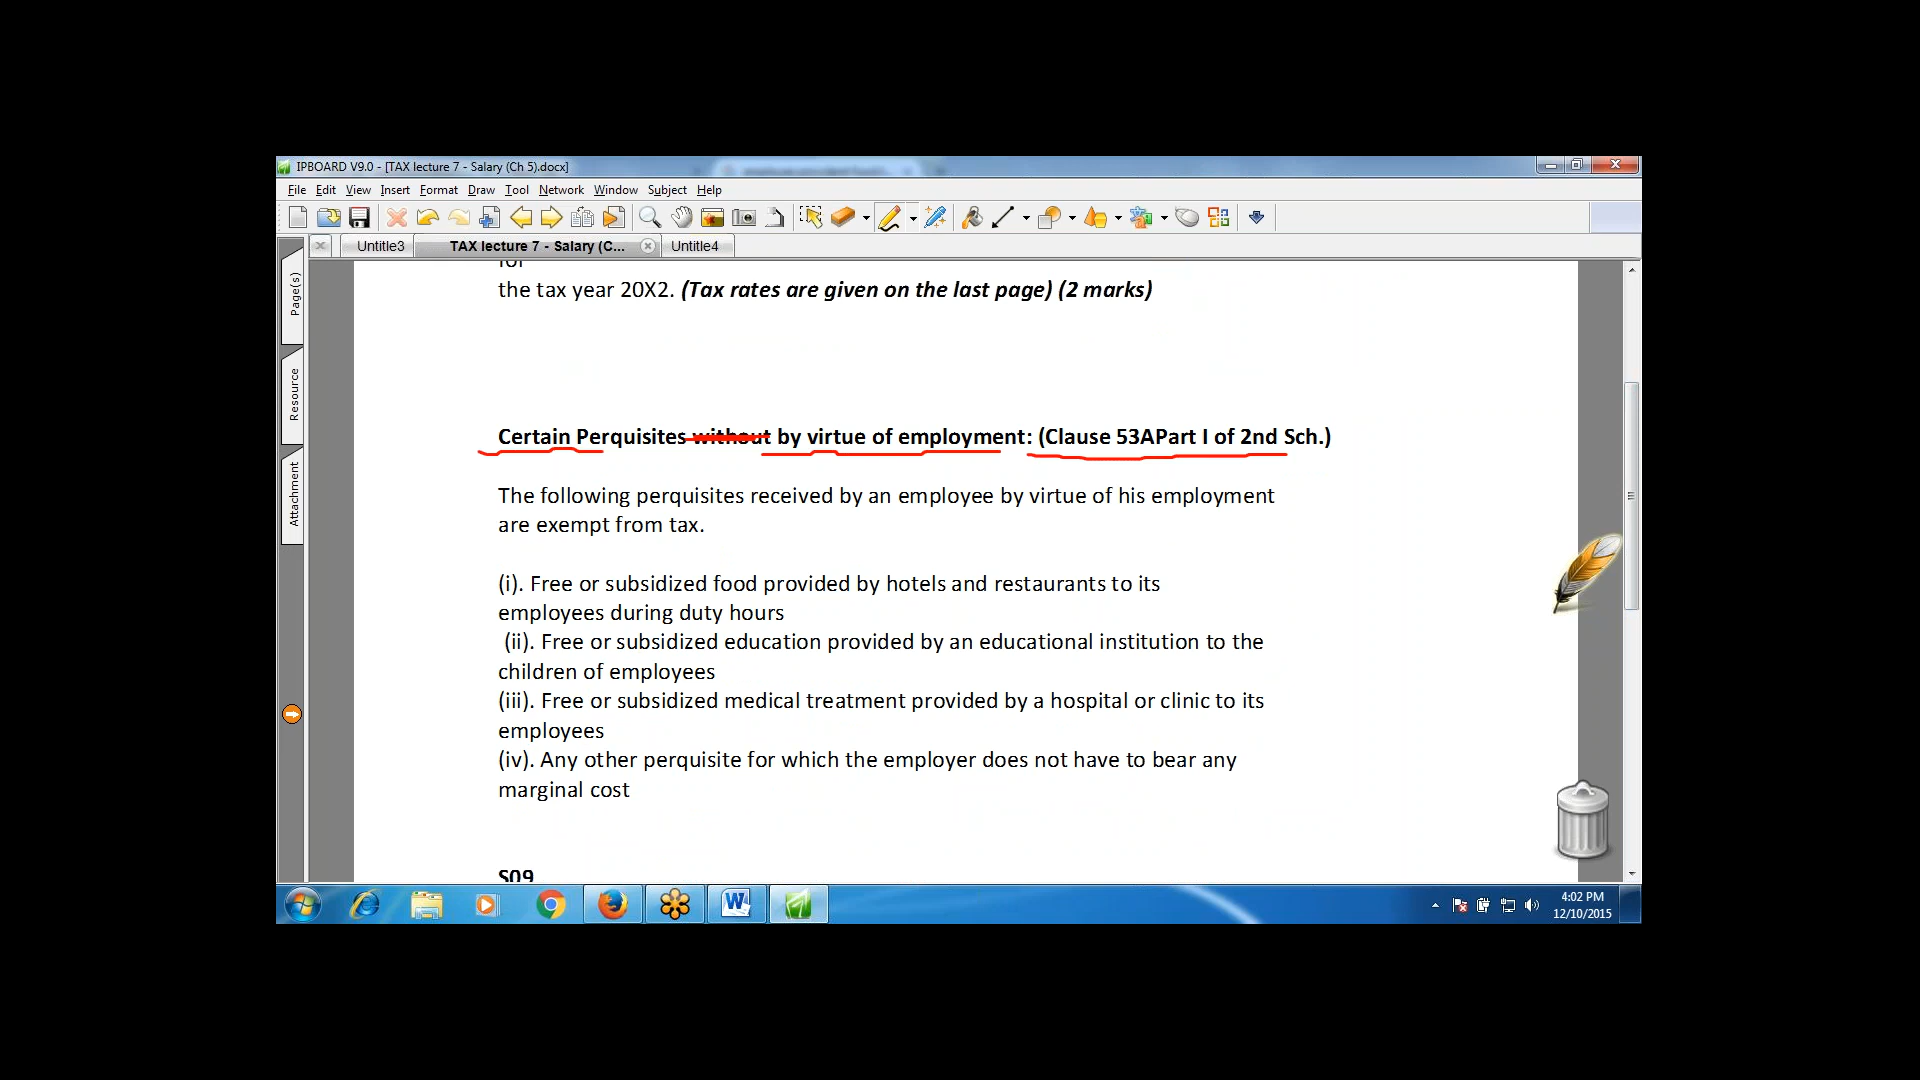 IPBOARD V9.0 - [TAX lecture 7 - Salary (Ch 5).docx]
File Edit View Insert Format Draw Tool Network Window Subject Help
Untitled3 TAX lecture 7 - Salary (C... Untitled4
Page(s)
Resource
Attachment
for
the tax year 20X2. (Tax rates are given on the last page) (2 marks)
Certain Perquisites without by virtue of employment: (Clause 53APart I of 2nd Sch.)
The following perquisites received by an employee by virtue of his employment
are exempt from tax.
(i). Free or subsidized food provided by hotels and restaurants to its
employees during duty hours
(ii). Free or subsidized education provided by an educational institution to the
children of employees
(iii). Free or subsidized medical treatment provided by a hospital or clinic to its
employees
(iv). Any other perquisite for which the employer does not have to bear any
marginal cost
S09
4:02 PM
12/10/2015